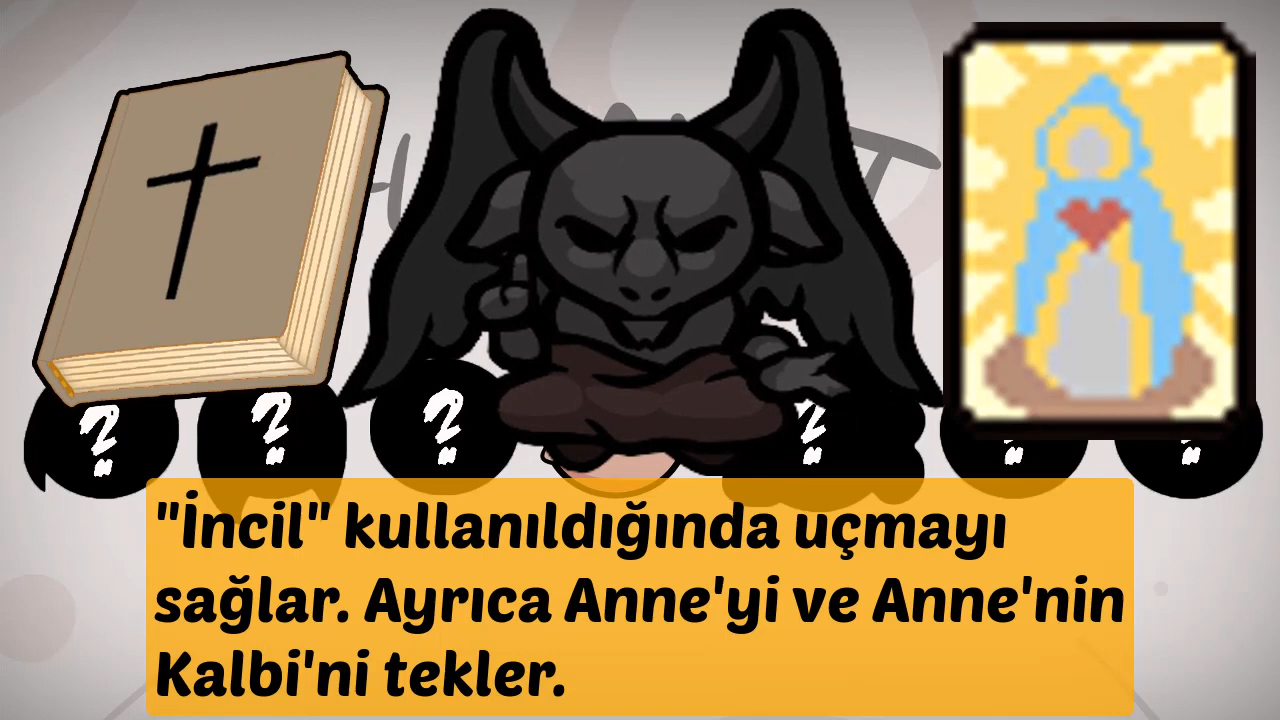 ?
?
?
?
?
?
"İncil" kullanıldığında uçmayı
sağlar. Ayrıca Anne'yi ve Anne'nin
Kalbi'ni tekler.